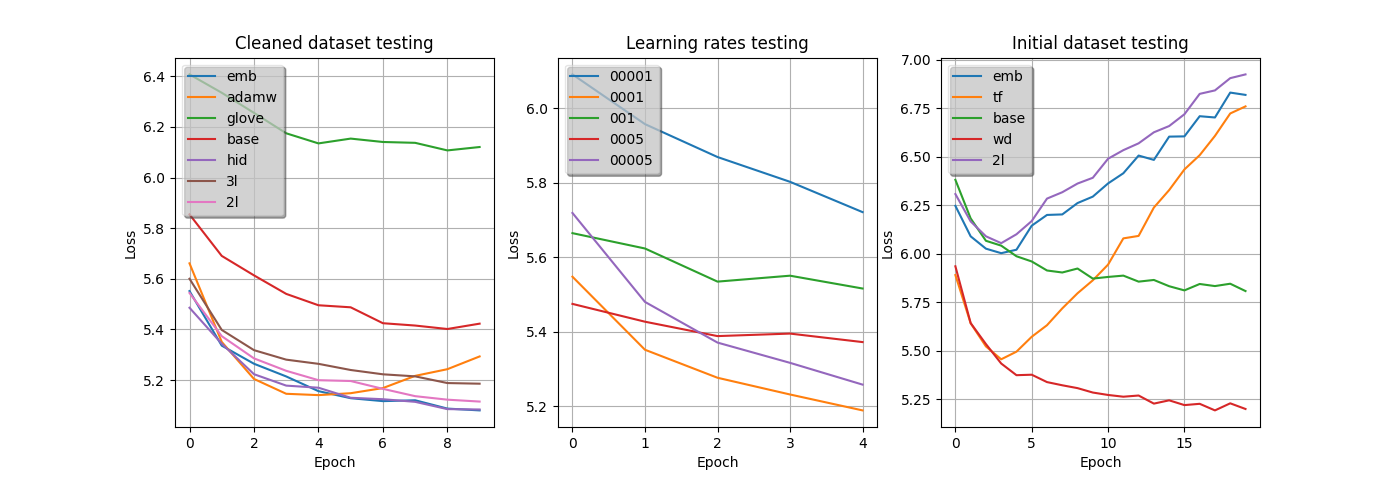 Cleaned dataset testing
Loss
6.4
6.2
6.0
5.8
5.6
5.4
5.2
emb
adamw
glove
base
hid
3l
2l
0 2 4 6 8
Epoch
Learning rates testing
Loss
6.0
5.8
5.6
5.4
5.2
00001
0001
001
0005
00005
0 1 2 3 4
Epoch
Initial dataset testing
Loss
7.00
6.75
6.50
6.25
6.00
5.75
5.50
5.25
emb
tf
base
wd
2l
0 5 10 15
Epoch